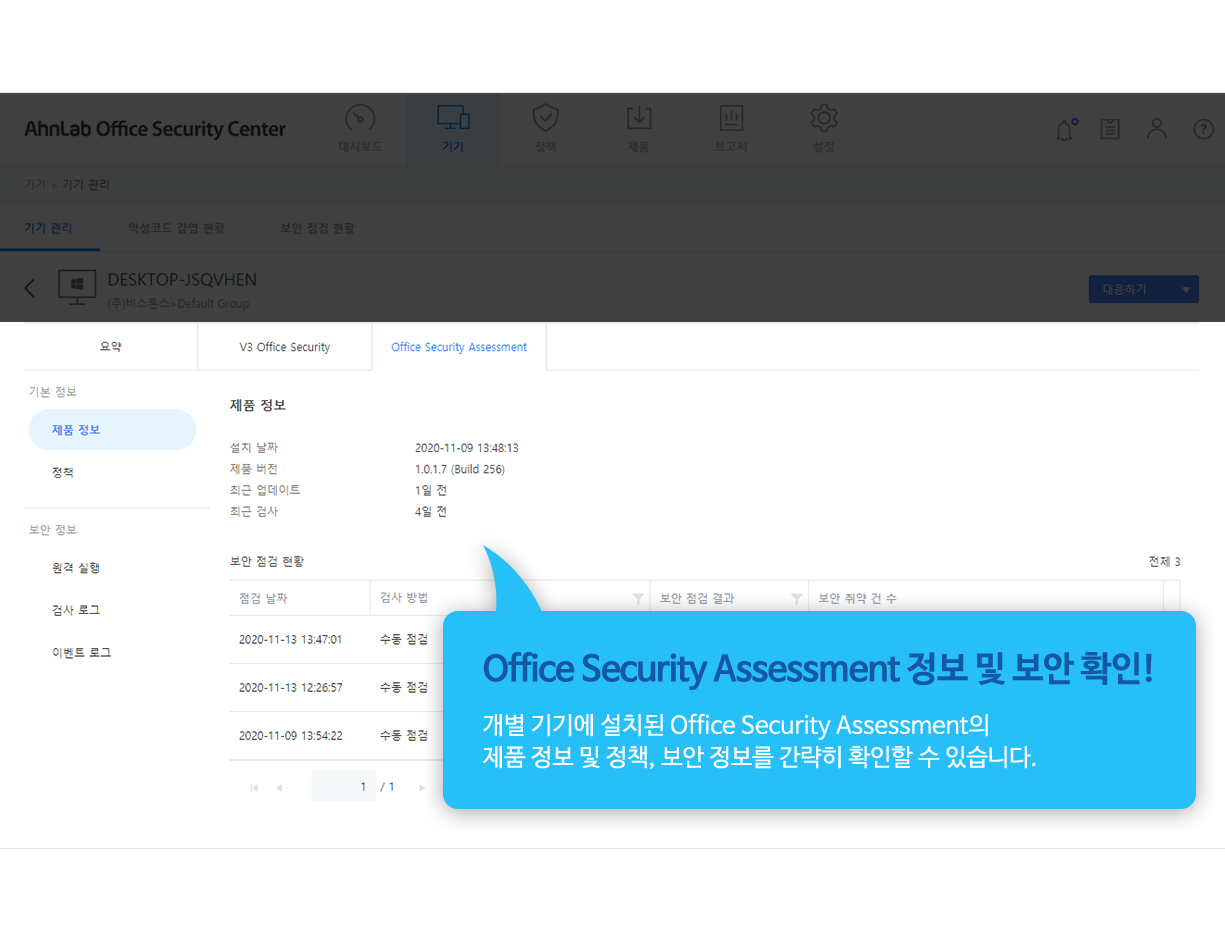 AhnLab Office Security Center
대시보드
기기
정책
제품
보고서
설정
기기 > 기기 관리
기기 관리
악성코드 감염 현황
보안 점검 현황
DESKTOP-JSQVHEN
(주)비스톤스>Default Group
대응하기
요약
V3 Office Security
Office Security Assessment
기본 정보
제품 정보
정책
보안 정보
원격 실행
검사 로그
이벤트 로그
제품 정보
설치 날짜 2020-11-09 13:48:13
제품 버전 1.0.1.7 (Build 256)
최근 업데이트 1일 전
최근 검사 4일 전
보안 점검 현황 전체 3
점검 날짜 검사 방법 보안 점검 결과 보안 취약 건 수
2020-11-13 13:47:01 수동 점검
2020-11-13 12:26:57 수동 점검
2020-11-09 13:54:22 수동 점검
1 / 1
Office Security Assessment 정보 및 보안 확인!
개별 기기에 설치된 Office Security Assessment의
제품 정보 및 정책, 보안 정보를 간략히 확인할 수 있습니다.